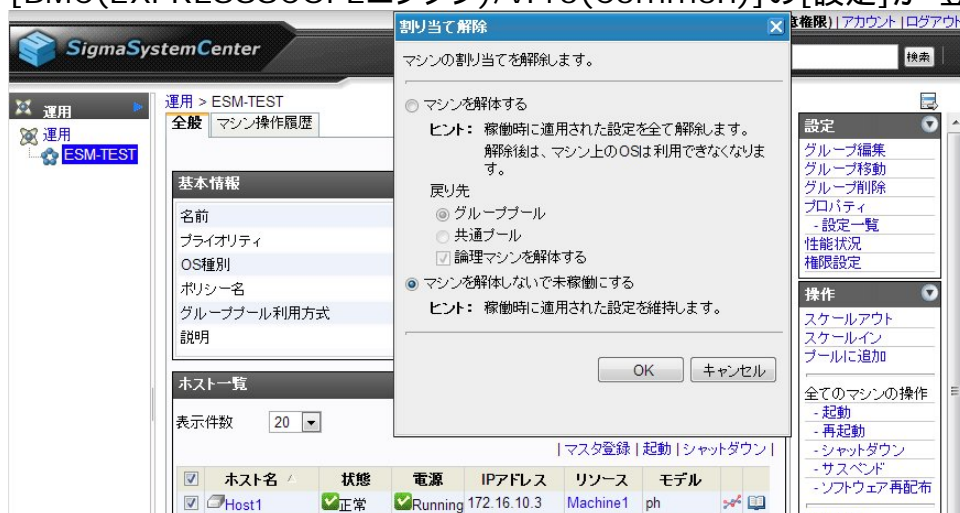 [BMC(EXPRESSSCOPEエンジン)/vPro(Common)]の[設定]が
権限) | アカウント | ログアウト
SigmaSystemCenter
検索
運用
運用
ESM-TEST
運用 > ESM-TEST
全般
マシン操作履歴
基本情報
名前
プライオリティ
OS種別
ポリシー名
グループプール利用方式
説明
ホスト一覧
表示件数 20
| マスタ登録 | 起動 | シャットダウン |
ホスト名 状態 電源 IPアドレス リソース モデル
Host1 正常 Running 172.16.10.3 Machine1 ph
割り当て解除
マシンの割り当てを解除します。
マシンを解体する
ヒント: 稼働時に適用された設定を全て解除します。
解除後は、マシン上のOSは利用できなくなりま
す。
戻り先
グループプール
共通プール
論理マシンを解体する
マシンを解体しないで未稼働にする
ヒント: 稼働時に適用された設定を維持します。
OK
キャンセル
設定
グループ編集
グループ移動
グループ削除
プロパティ
- 設定一覧
性能状況
権限設定
操作
スケールアウト
スケールイン
プールに追加
全てのマシンの操作
- 起動
- 再起動
- シャットダウン
- サスペンド
- ソフトウェア再配布